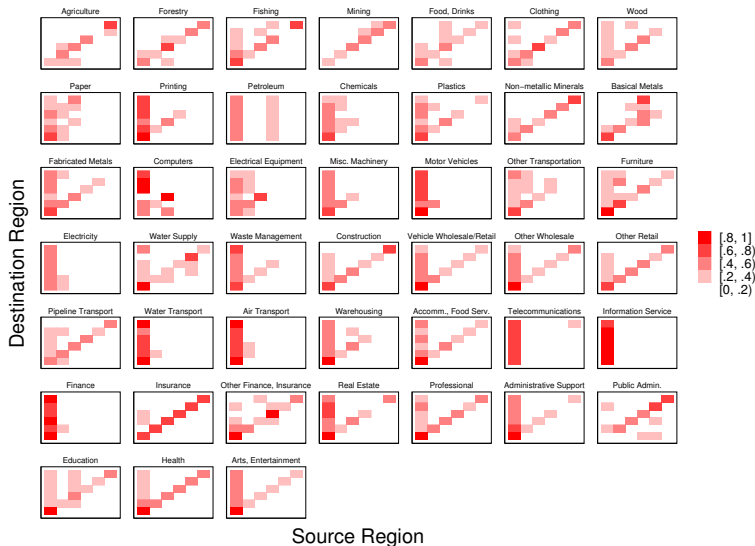 Agriculture Forestry Fishing Mining Food, Drinks Clothing Wood
Paper Printing Petroleum Chemicals Plastics Non−metallic Minerals Basical Metals
Fabricated Metals Computers Electrical Equipment Misc. Machinery Motor Vehicles Other Transportation Furniture
Electricity Water Supply Waste Management Construction Vehicle Wholesale/Retail Other Wholesale Other Retail
Pipeline Transport Water Transport Air Transport Warehousing Accomm., Food Serv. Telecommunications Information Service
Finance Insurance Other Finance, Insurance Real Estate Professional Administrative Support Public Admin.
Education Health Arts, Entertainment
Destination Region
Source Region
[.8, 1]
[.6, .8)
[.4, .6)
[.2, .4)
[0, .2)